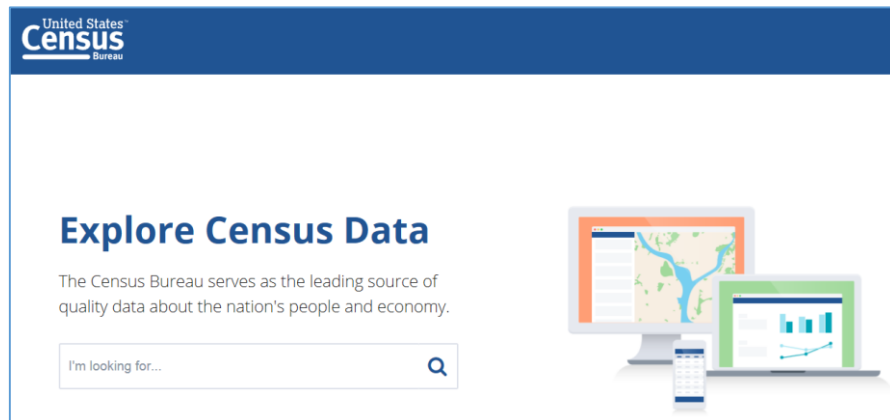 United States™
Census
Bureau
Explore Census Data
The Census Bureau serves as the leading source of
quality data about the nation's people and economy.
I'm looking for...